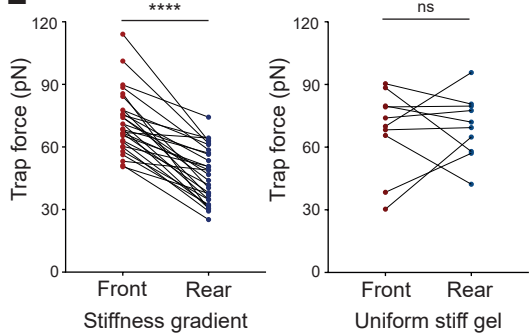 ****
120
90
60
30
0
Trap force (pN)
Front Rear
Stiffness gradient
ns
120
90
60
30
0
Trap force (pN)
Front Rear
Uniform stiff gel